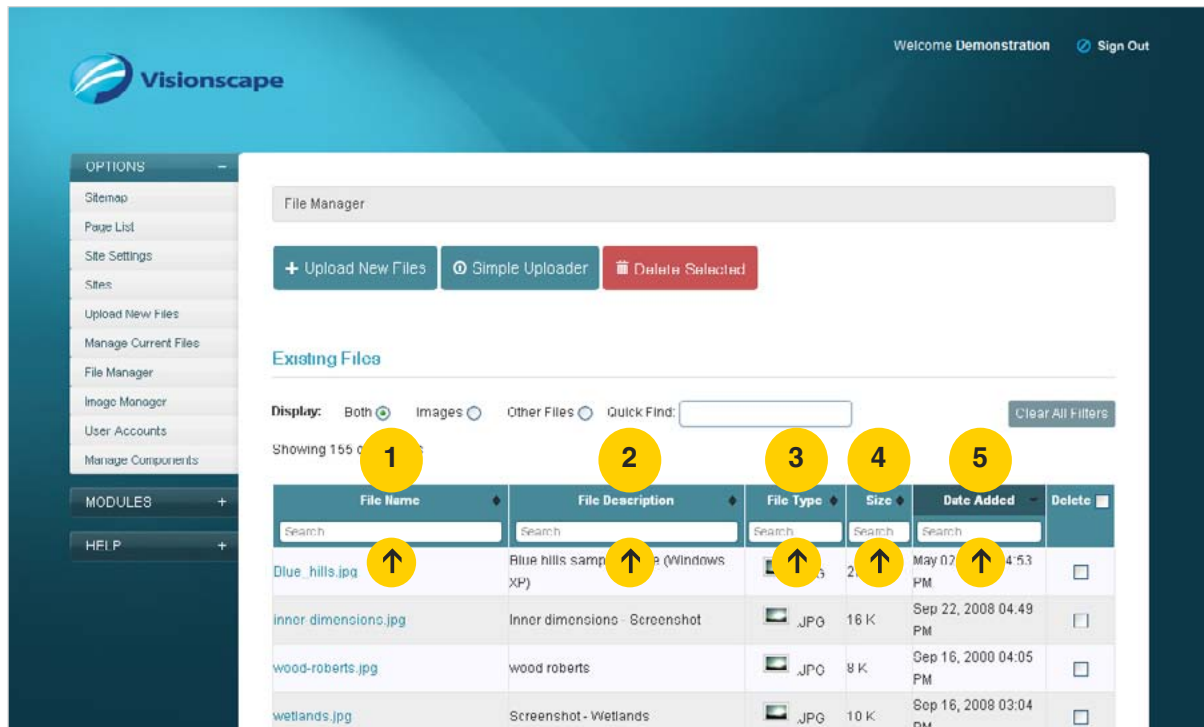 Welcome Demonstration Sign Out
Visionscape
OPTIONS −
Sitemap
Page List
Site Settings
Sites
Upload New Files
Manage Current Files
File Manager
Image Manager
User Accounts
Manage Components
MODULES +
HELP +
File Manager
+ Upload New Files Simple Uploader Delete Selected
Existing Files
Display: Both Images Other Files Quick Find: Clear All Filters
Showing 155
1 2 3 4 5
File Name File Description File Type Size Date Added Delete
Search Search Search Search Search
Blue_hills.jpg Blue hills (Windows XP) May 02 4:53 PM
inner dimensions.jpg Inner dimensions - Screenshot .JPG 16 K Sep 22, 2008 04:49 PM
wood-roberts.jpg wood roberts .JPG 8 K Sep 16, 2008 04:05 PM
wetlands.jpg Screenshot - Wetlands .JPG 10 K Sep 16, 2008 03:04 PM